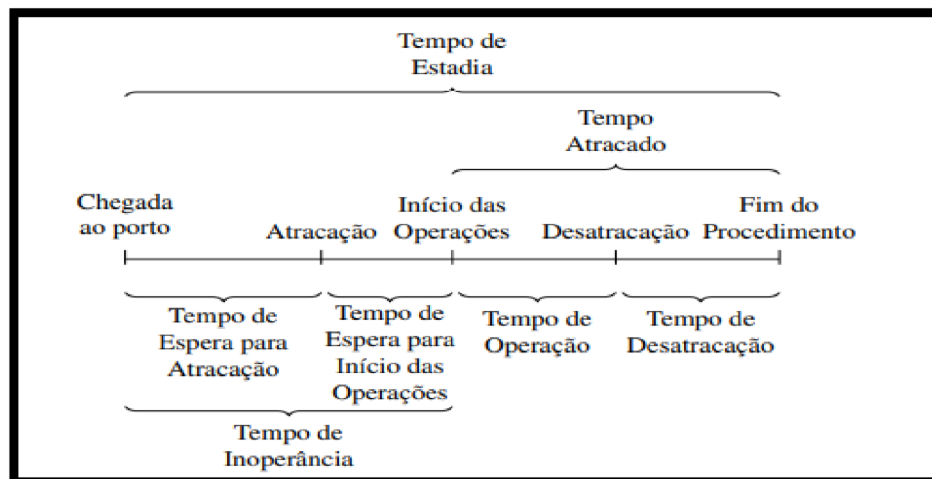 Tempo de
Estadia
Tempo
Atracado
Chegada
ao porto
Atracação
Início das
Operações
Desatracação
Fim do
Procedimento
Tempo de
Espera para
Atracação
Tempo de
Espera para
Início das
Operações
Tempo de
Operação
Tempo de
Desatracação
Tempo de
Inoperância